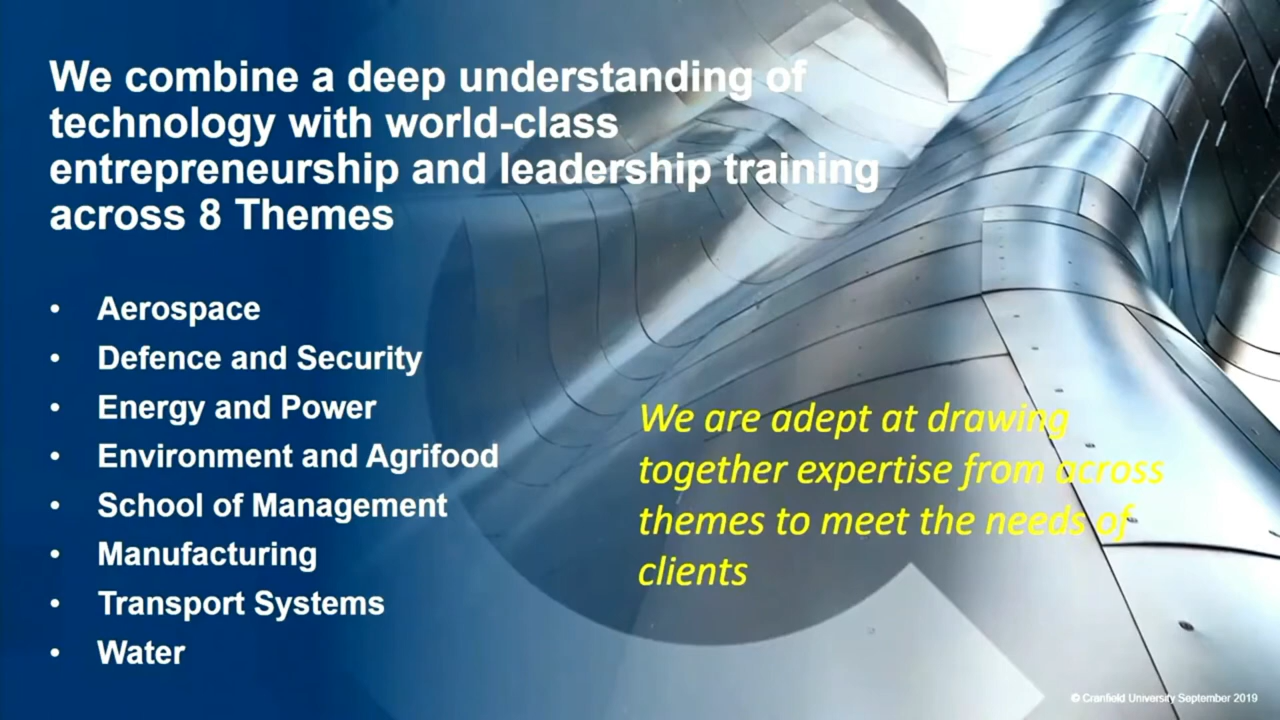 We combine a deep understanding of
technology with world-class
entrepreneurship and leadership training
across 8 Themes
• Aerospace
• Defence and Security
• Energy and Power
• Environment and Agrifood
• School of Management
• Manufacturing
• Transport Systems
• Water
We are adept at drawing
together expertise from across
themes to meet the needs of
clients
© Cranfield University September 2019